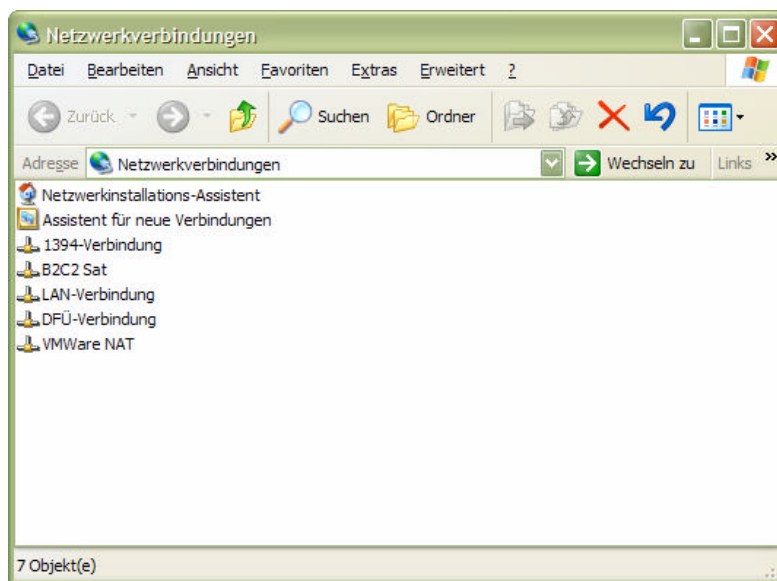 Netzwerkverbindungen
Datei Bearbeiten Ansicht Favoriten Extras Erweitert ?
Zurück Suchen Ordner
Adresse Netzwerkverbindungen Wechseln zu Links »
Netzwerkinstallations-Assistent
Assistent für neue Verbindungen
1394-Verbindung
B2C2 Sat
LAN-Verbindung
DFÜ-Verbindung
VMWare NAT
7 Objekt(e)